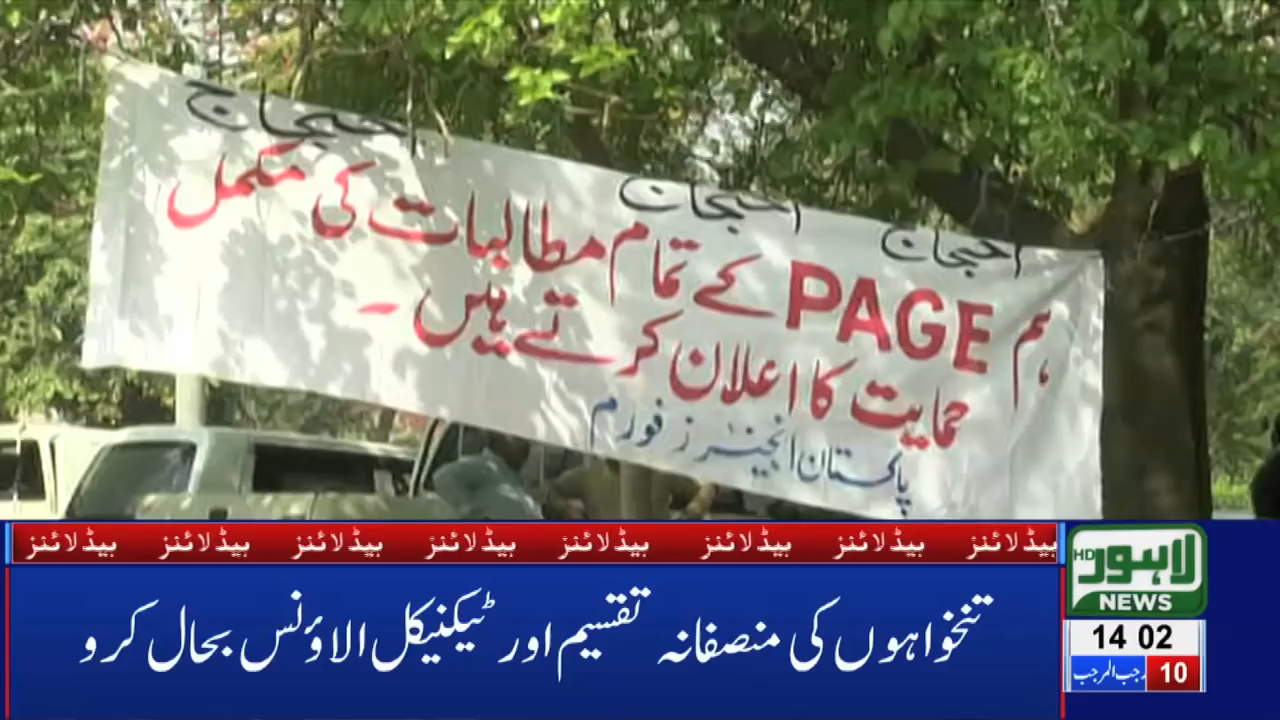 احتجاج احتجاج احتجاج
ہم PAGE کے تمام مطالبات کی مکمل
حمایت کا اعلان کرتے ہیں ۔
پاکستان انجینئرز فورم
ہیڈلائنز ہیڈلائنز ہیڈلائنز ہیڈلائنز ہیڈلائنز ہیڈلائنز ہیڈلائنز ہیڈلائنز
تنخواہوں کی منصفانہ تقسیم اور ٹیکنیکل الاؤنس بحال کرو
لاہور HD
NEWS
14 02
رجب المرجب 10